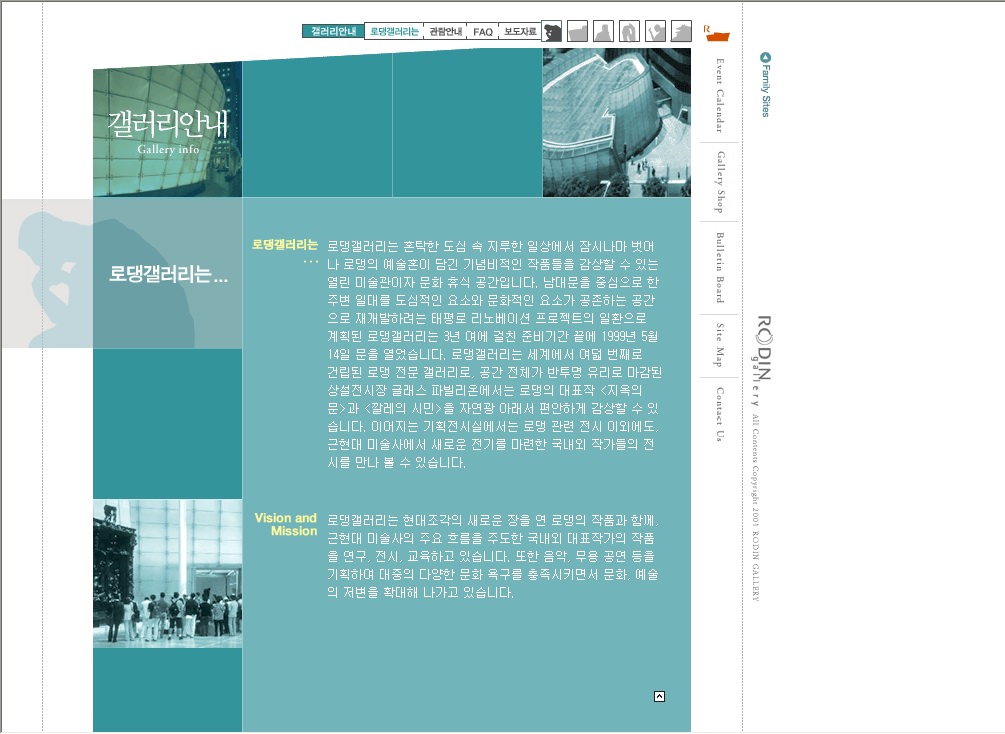 갤러리안내 로댕갤러리는 관람안내 FAQ 보도자료
R
갤러리안내
Gallery info
로댕갤러리는...
로댕갤러리는
...
로댕갤러리는 혼탁한 도심 속 지루한 일상에서 잠시나마 벗어
나 로댕의 예술혼이 담긴 기념비적인 작품들을 감상할 수 있는
열린 미술관이자 문화 휴식 공간입니다. 남대문을 중심으로 한
주변 일대를 도심적인 요소와 문화적인 요소가 공존하는 공간
으로 재개발하려는 태평로 리노베이션 프로젝트의 일환으로
계획된 로댕갤러리는 3년 여에 걸친 준비기간 끝에 1999년 5월
14일 문을 열었습니다. 로댕갤러리는 세계에서 여덟 번째로
건립된 로댕 전문 갤러리로, 공간 전체가 반투명 유리로 마감된
상설전시장 글래스 파빌리온에서는 로댕의 대표작 <지옥의
문>과 <깔레의 시민>을 자연광 아래서 편안하게 감상할 수 있
습니다. 이어지는 기획전시실에서는 로댕 관련 전시 이외에도,
근현대 미술사에서 새로운 전기를 마련한 국내외 작가들의 전
시를 만나 볼 수 있습니다.
Vision and
Mission
로댕갤러리는 현대조각의 새로운 장을 연 로댕의 작품과 함께,
근현대 미술사의 주요 흐름을 주도한 국내외 대표작가의 작품
을 연구, 전시, 교육하고 있습니다. 또한 음악, 무용 공연 등을
기획하여 대중의 다양한 문화 욕구를 충족시키면서 문화, 예술
의 저변을 확대해 나가고 있습니다.
Event Calendar
Gallery Shop
Bulletin Board
Site Map
Contact Us
Family Sites
RODIN
gallery All Contents Copyright 2001 RODIN GALLERY